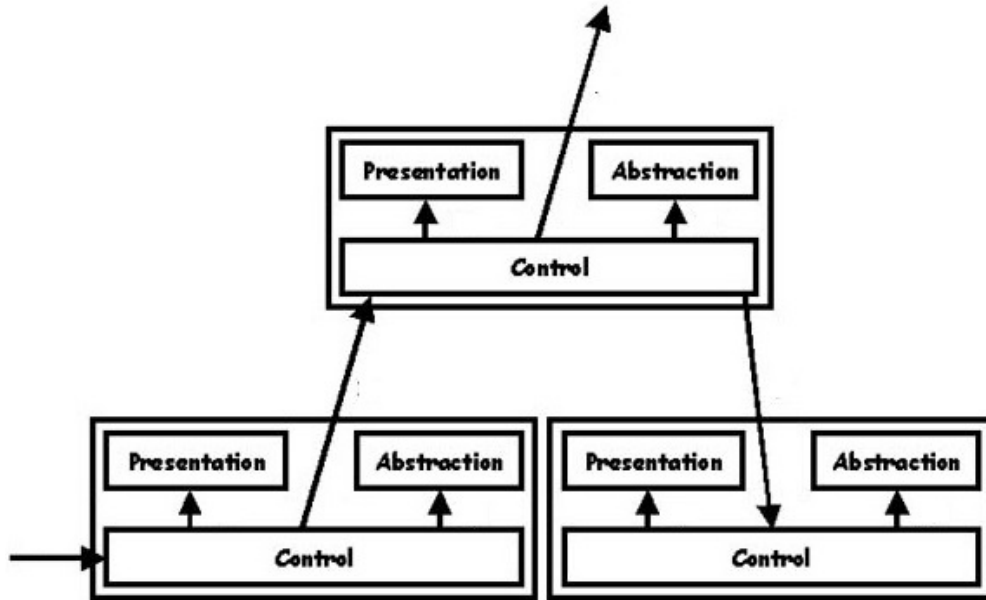 Presentation
Abstraction
Control
Presentation
Abstraction
Presentation
Abstraction
Control
Control